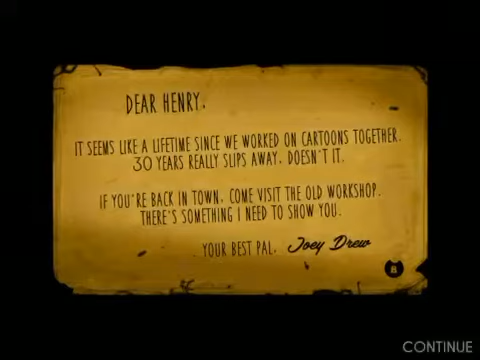 DEAR HENRY,
IT SEEMS LIKE A LIFETIME SINCE WE WORKED ON CARTOONS TOGETHER.
30 YEARS REALLY SLIPS AWAY, DOESN'T IT.
IF YOU'RE BACK IN TOWN, COME VISIT THE OLD WORKSHOP.
THERE'S SOMETHING I NEED TO SHOW YOU.
YOUR BEST PAL, Joey Drew
CONTINUE